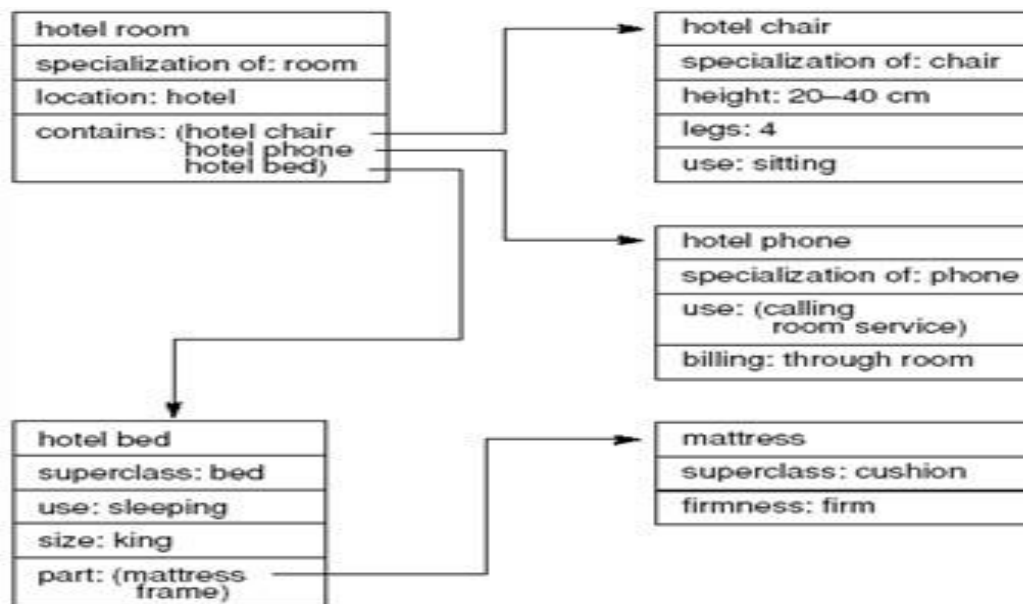 hotel room
specialization of: room
location: hotel
contains: (hotel chair
hotel phone
hotel bed)
hotel chair
specialization of: chair
height: 20–40 cm
legs: 4
use: sitting
hotel phone
specialization of: phone
use: (calling
room service)
billing: through room
hotel bed
superclass: bed
use: sleeping
size: king
part: (mattress
frame)
mattress
superclass: cushion
firmness: firm